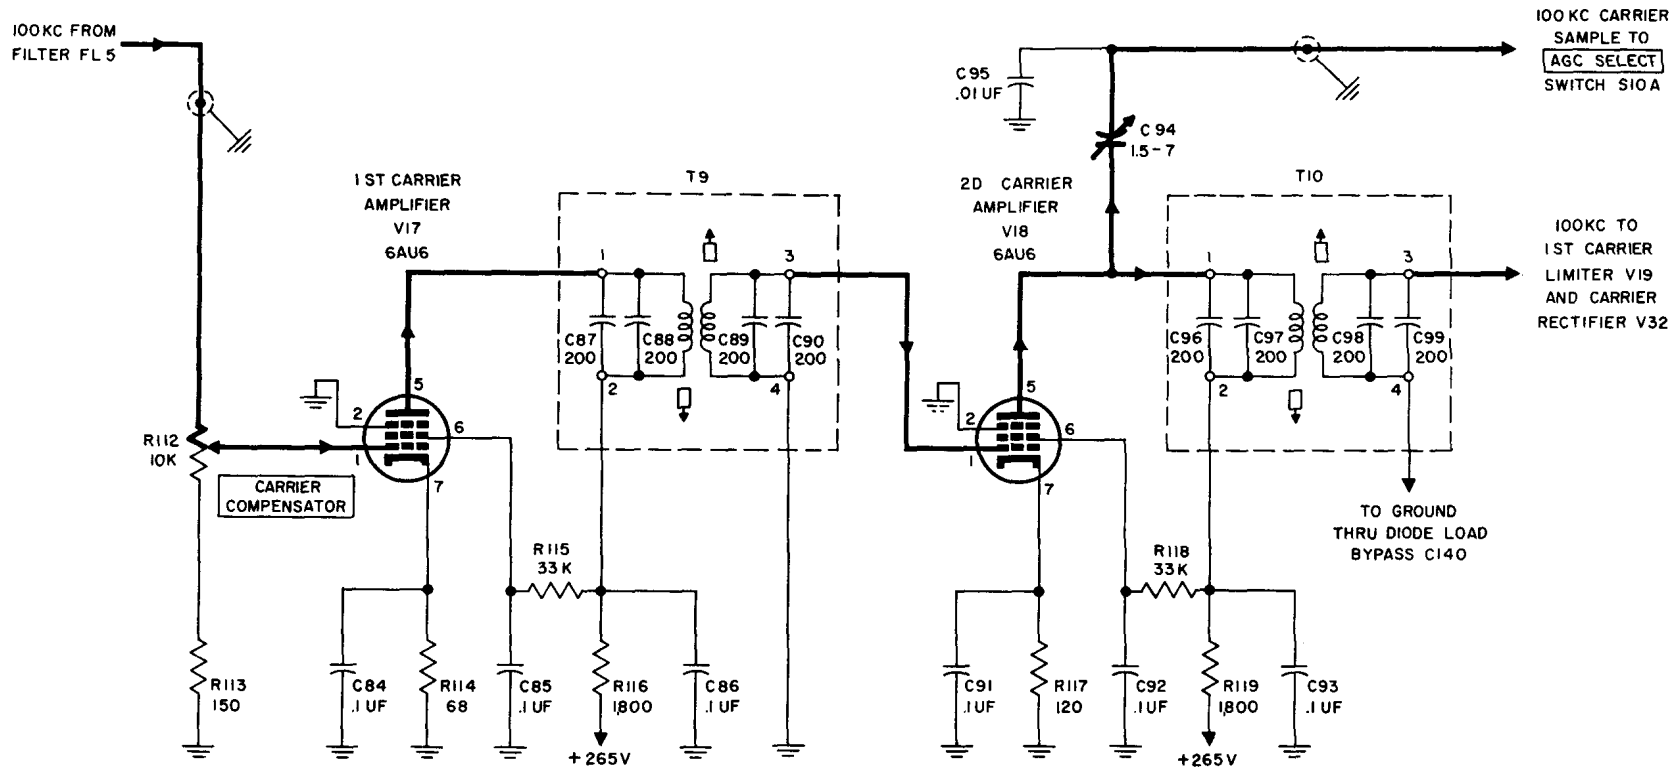 100KC FROM
FILTER FL5
1ST CARRIER
AMPLIFIER
V17
6AU6
T9
C95
.01UF
C94
1.5-7
2D CARRIER
AMPLIFIER
V18
6AU6
T10
100KC CARRIER
SAMPLE TO
AGC SELECT
SWITCH S10A
100KC TO
1ST CARRIER
LIMITER V19
AND CARRIER
RECTIFIER V32
1
3
C87
200
C88
200
C89
200
C90
200
2
4
1
3
C96
200
C97
200
C98
200
C99
200
2
4
5
2
6
1
7
R112
10K
CARRIER
COMPENSATOR
5
2
6
1
7
TO GROUND
THRU DIODE LOAD
BYPASS C140
R115
33K
R118
33K
R113
150
C84
.1UF
R114
68
C85
.1UF
R116
1,800
C86
.1UF
C91
.1UF
R117
120
C92
.1UF
R119
1,800
C93
.1UF
+265V
+265V